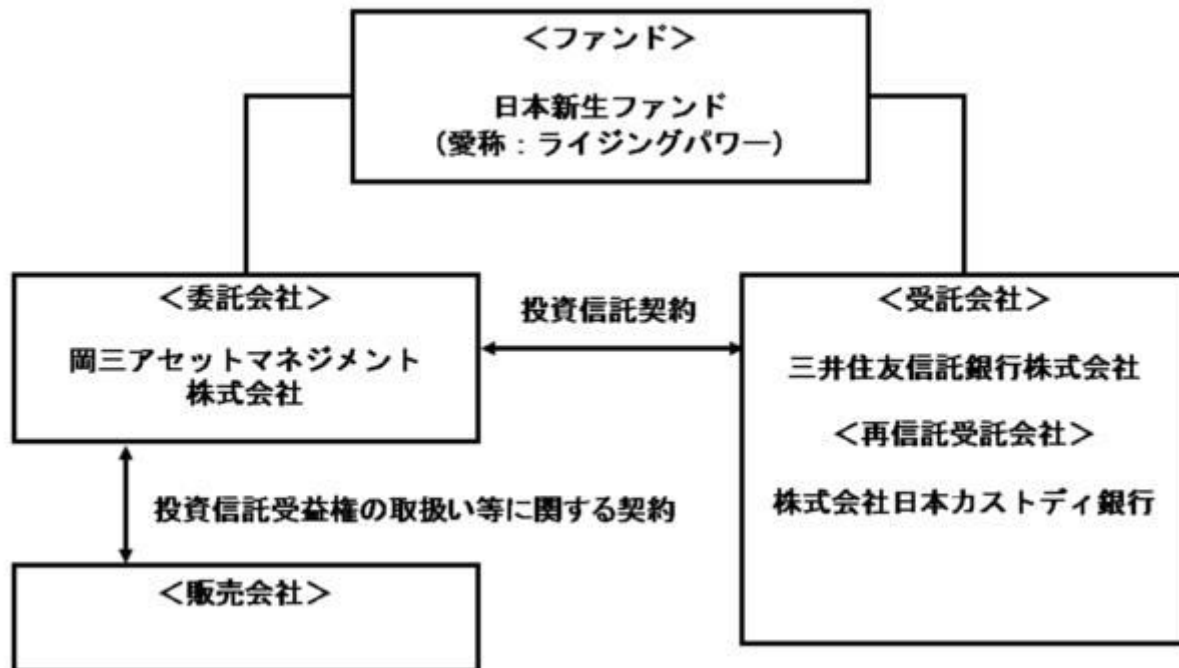 ＜ファンド＞
日本新生ファンド
（愛称：ライジングパワー）
＜委託会社＞
岡三アセットマネジメント
株式会社
投資信託契約
＜受託会社＞
三井住友信託銀行株式会社
＜再信託受託会社＞
株式会社日本カストディ銀行
投資信託受益権の取扱い等に関する契約
＜販売会社＞